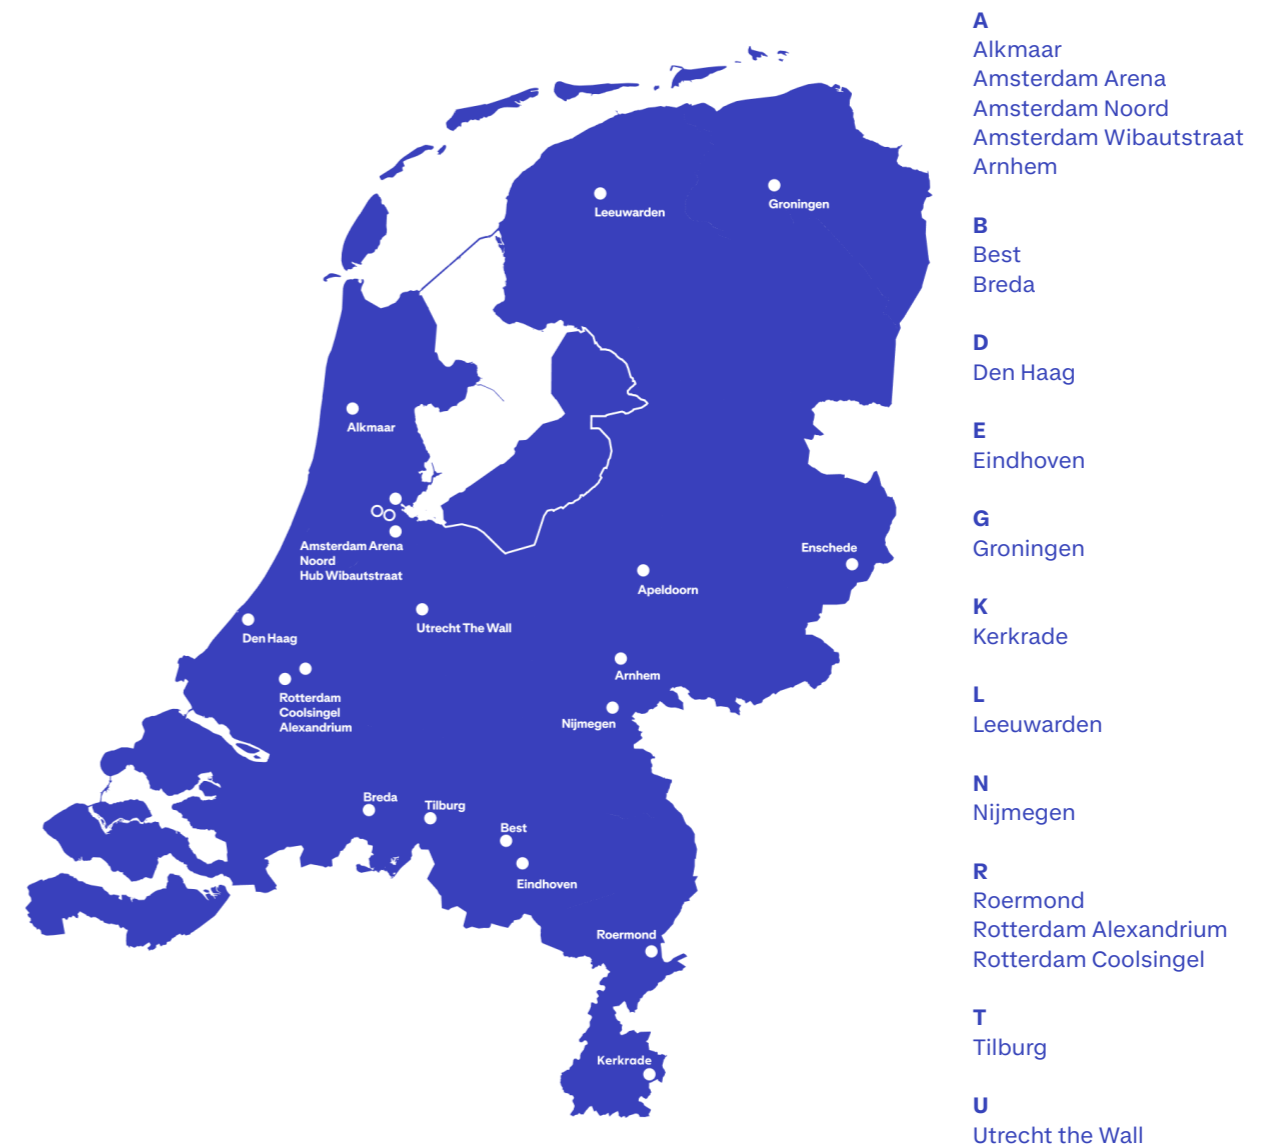 Leeuwarden
Groningen
Alkmaar
Amsterdam Arena
Noord
Hub Wibautstraat
Enschede
Apeldoorn
Utrecht The Wall
Den Haag
Arnhem
Rotterdam
Coolsingel
Alexandrium
Nijmegen
Breda
Tilburg
Best
Eindhoven
Roermond
Kerkrade
A
Alkmaar
Amsterdam Arena
Amsterdam Noord
Amsterdam Wibautstraat
Arnhem
B
Best
Breda
D
Den Haag
E
Eindhoven
G
Groningen
K
Kerkrade
L
Leeuwarden
N
Nijmegen
R
Roermond
Rotterdam Alexandrium
Rotterdam Coolsingel
T
Tilburg
U
Utrecht the Wall